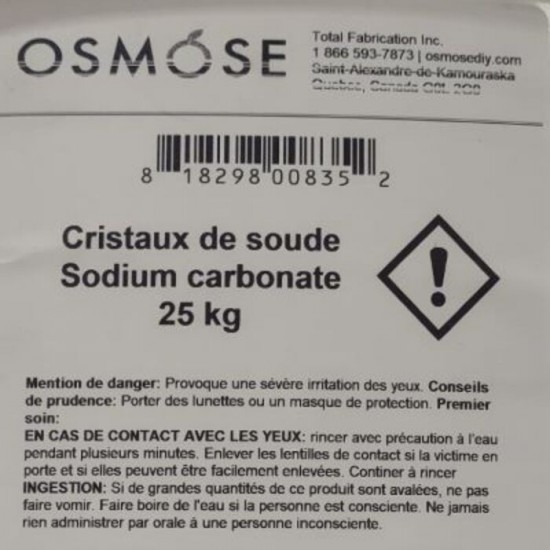 OSMOSE
Total Fabrication Inc.
1 866 593-7873 | osmosediy.com
Saint-Alexandre-de-Kamouraska
Quebec, Canada G0L 2G0
8 18298 00835 2
Cristaux de soude
Sodium carbonate
25 kg
Mention de danger: Provoque une sévère irritation des yeux. Conseils
de prudence: Porter des lunettes ou un masque de protection. Premier
soin:
EN CAS DE CONTACT AVEC LES YEUX: rincer avec précaution à l'eau
pendant plusieurs minutes. Enlever les lentilles de contact si la victime en
porte et si elles peuvent être facilement enlevées. Continer à rincer
INGESTION: Si de grandes quantités de ce produit sont avalées, ne pas
faire vomir. Faire boire de l'eau si la personne est consciente. Ne jamais
rien administrer par orale à une personne inconsciente.